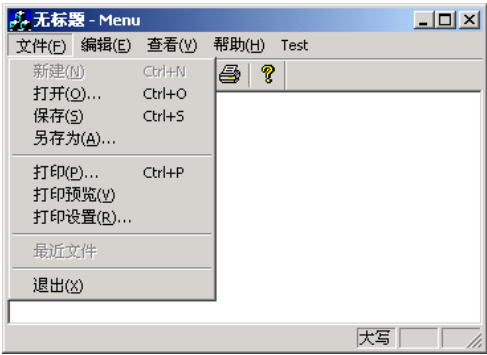 无标题 - Menu
文件(F) 编辑(E) 查看(V) 帮助(H) Test
新建(N) Ctrl+N
打开(O)... Ctrl+O
保存(S) Ctrl+S
另存为(A)...
打印(P)... Ctrl+P
打印预览(V)
打印设置(R)...
最近文件
退出(X)
大写